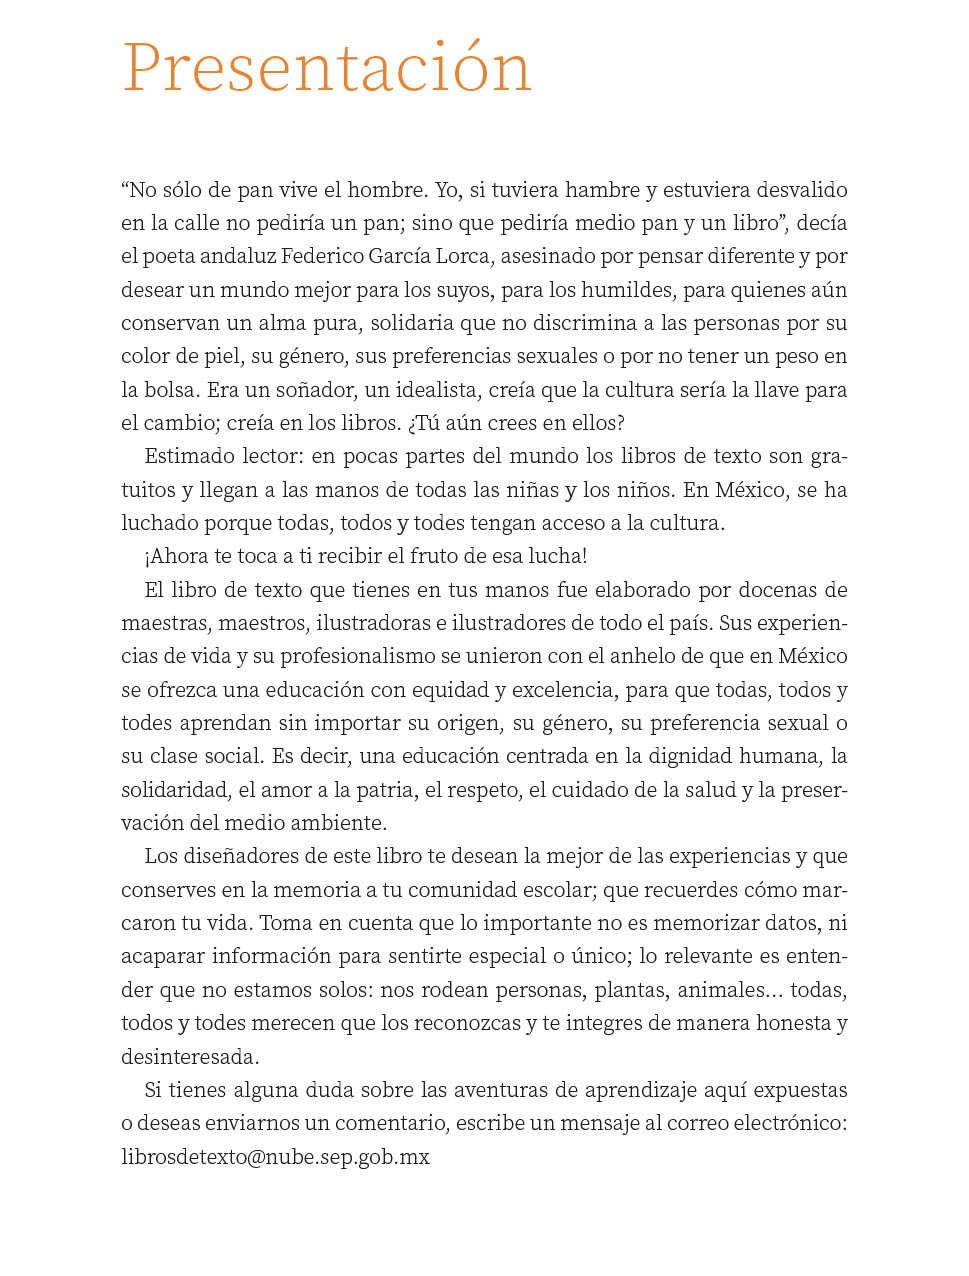 Presentación
“No sólo de pan vive el hombre. Yo, si tuviera hambre y estuviera desvalido
en la calle no pediría un pan; sino que pediría medio pan y un libro”, decía
el poeta andaluz Federico García Lorca, asesinado por pensar diferente y por
desear un mundo mejor para los suyos, para los humildes, para quienes aún
conservan un alma pura, solidaria que no discrimina a las personas por su
color de piel, su género, sus preferencias sexuales o por no tener un peso en
la bolsa. Era un soñador, un idealista, creía que la cultura sería la llave para
el cambio; creía en los libros. ¿Tú aún crees en ellos?
Estimado lector: en pocas partes del mundo los libros de texto son gra-
tuitos y llegan a las manos de todas las niñas y los niños. En México, se ha
luchado porque todas, todos y todes tengan acceso a la cultura.
¡Ahora te toca a ti recibir el fruto de esa lucha!
El libro de texto que tienes en tus manos fue elaborado por docenas de
maestras, maestros, ilustradoras e ilustradores de todo el país. Sus experien-
cias de vida y su profesionalismo se unieron con el anhelo de que en México
se ofrezca una educación con equidad y excelencia, para que todas, todos y
todes aprendan sin importar su origen, su género, su preferencia sexual o
su clase social. Es decir, una educación centrada en la dignidad humana, la
solidaridad, el amor a la patria, el respeto, el cuidado de la salud y la preser-
vación del medio ambiente.
Los diseñadores de este libro te desean la mejor de las experiencias y que
conserves en la memoria a tu comunidad escolar; que recuerdes cómo mar-
caron tu vida. Toma en cuenta que lo importante no es memorizar datos, ni
acaparar información para sentirte especial o único; lo relevante es enten-
der que no estamos solos: nos rodean personas, plantas, animales... todas,
todos y todes merecen que los reconozcas y te integres de manera honesta y
desinteresada.
Si tienes alguna duda sobre las aventuras de aprendizaje aquí expuestas
o deseas enviarnos un comentario, escribe un mensaje al correo electrónico:
librosdetexto@nube.sep.gob.mx